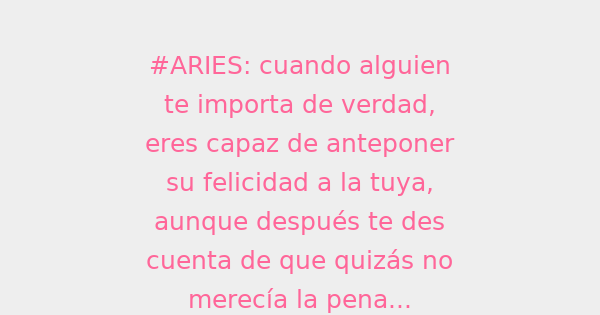 #ARIES: cuando alguien
te importa de verdad,
eres capaz de anteponer
su felicidad a la tuya,
aunque después te des
cuenta de que quizás no
merecía la pena...